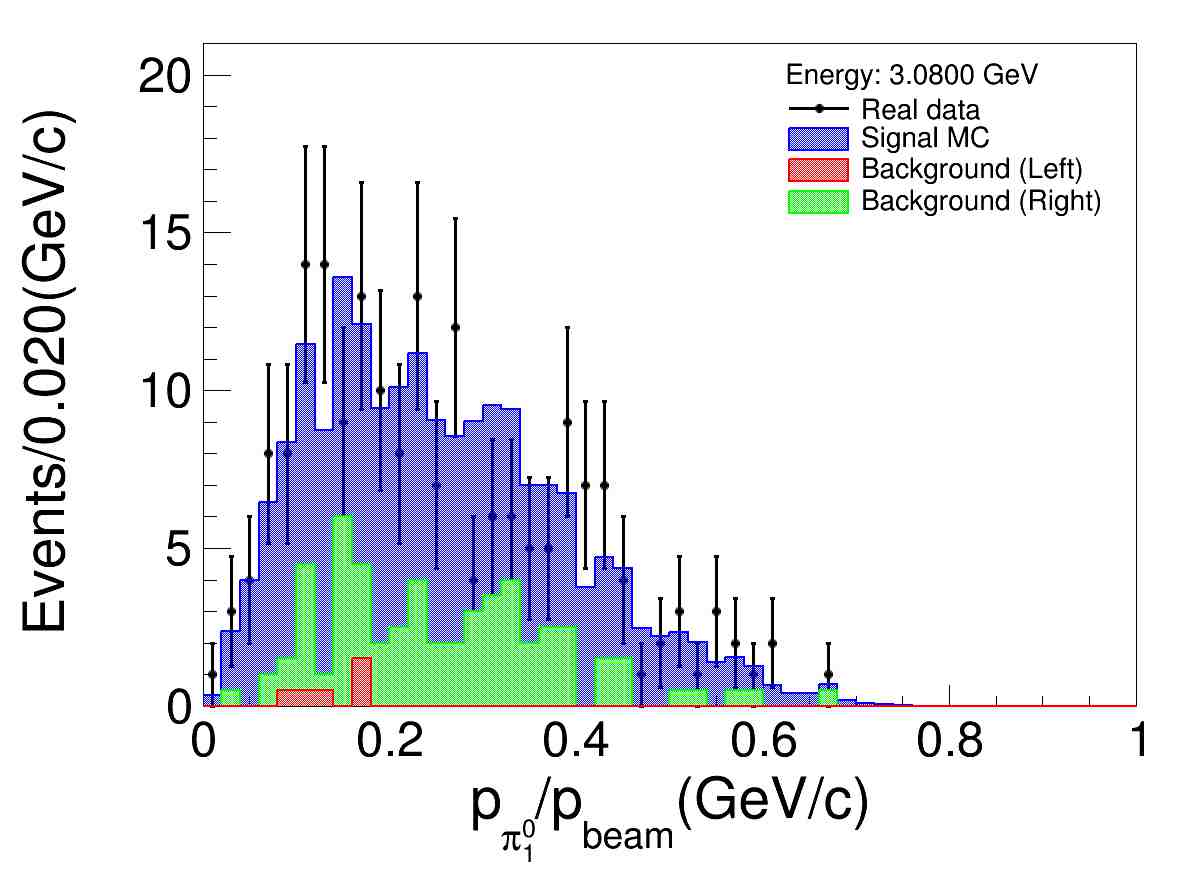 Energy: 3.0800 GeV
Real data
Signal MC
Background (Left)
Background (Right)
Events/0.020(GeV/c)
20
15
10
5
0
0 0.2 0.4 0.6 0.8 1
p_{π^0_1}/p_{beam}(GeV/c)